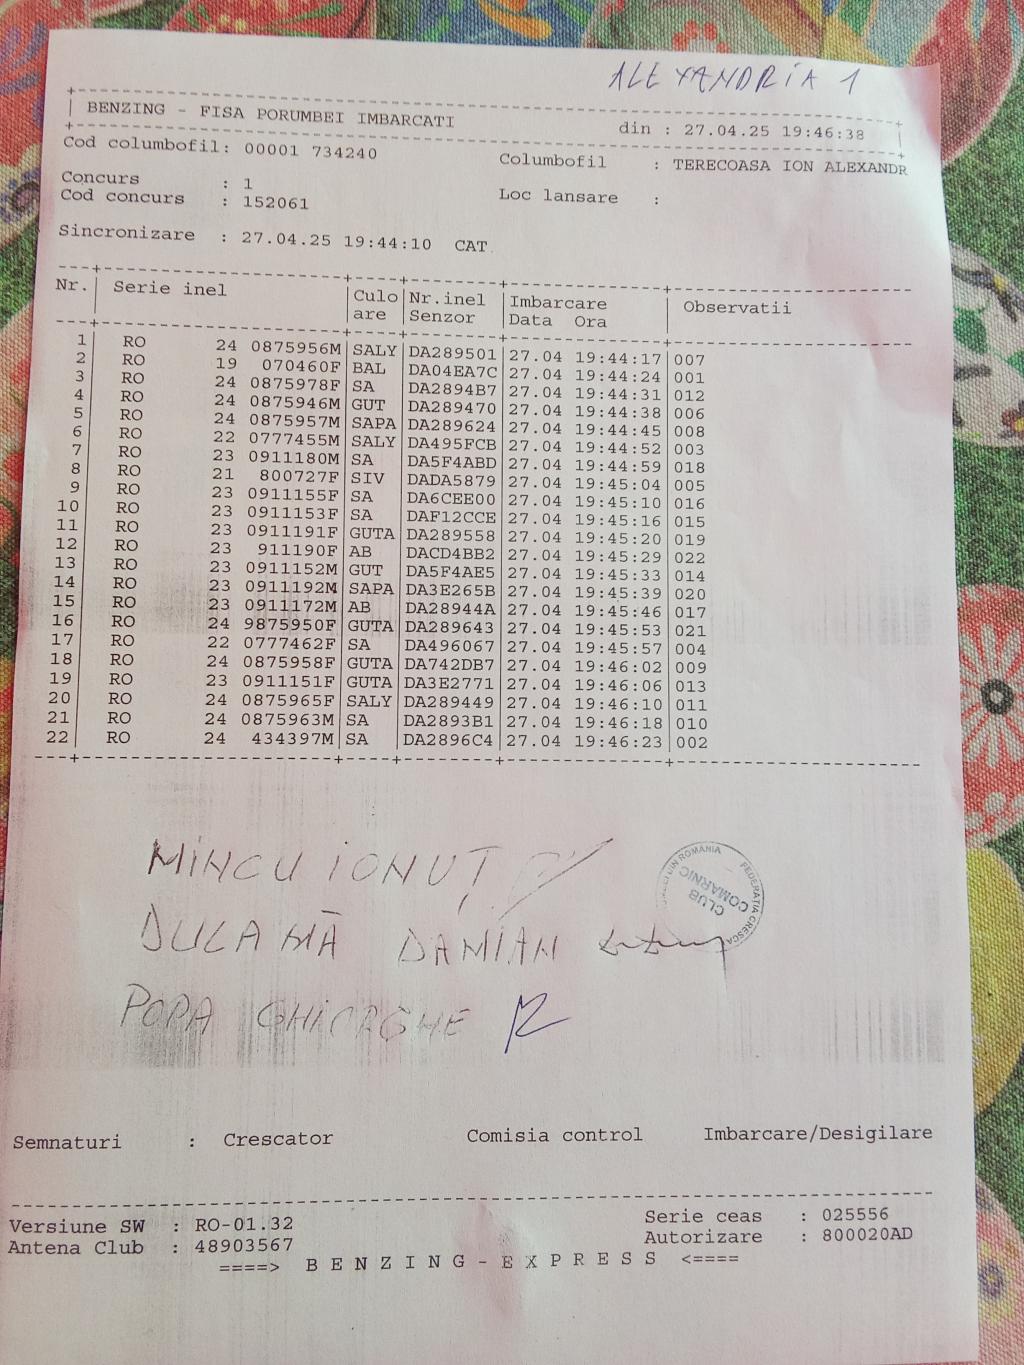 ALEXANDRIA 1
BENZING - FISA PORUMBEI IMBARCATI din : 27.04.25 19:46:38
Cod columbofil: 00001 734240 Columbofil : TERECOASA ION ALEXANDR
Concurs : 1 Loc lansare :
Cod concurs : 152061
Sincronizare : 27.04.25 19:44:10 CAT
Nr. Serie inel Culo Nr.inel Imbarcare Observatii
are Senzor Data Ora
1 RO 24 0875956M SALY DA289501 27.04 19:44:17 007
2 RO 19 070460F BAL DA04EA7C 27.04 19:44:24 001
3 RO 24 0875978F SA DA2894B7 27.04 19:44:31 012
4 RO 24 0875946M GUT DA289470 27.04 19:44:38 006
5 RO 24 0875957M SAPA DA289624 27.04 19:44:45 008
6 RO 22 0777455M SALY DA495FCB 27.04 19:44:52 003
7 RO 23 0911180M SA DA5F4ABD 27.04 19:44:59 018
8 RO 21 800727F SIV DADA5879 27.04 19:45:04 005
9 RO 23 0911155F SA DA6CEE00 27.04 19:45:10 016
10 RO 23 0911153F SA DAF12CCE 27.04 19:45:16 015
11 RO 23 0911191F GUTA DA289558 27.04 19:45:20 019
12 RO 23 911190F AB DACD4BB2 27.04 19:45:29 022
13 RO 23 0911152M GUT DA5F4AE5 27.04 19:45:33 014
14 RO 23 0911192M SAPA DA3E265B 27.04 19:45:39 020
15 RO 23 0911172M AB DA28944A 27.04 19:45:46 017
16 RO 24 9875950F GUTA DA289643 27.04 19:45:53 021
17 RO 22 0777462F SA DA496067 27.04 19:45:57 004
18 RO 24 0875958F GUTA DA742DB7 27.04 19:46:02 009
19 RO 23 0911151F GUTA DA3E2771 27.04 19:46:06 013
20 RO 24 0875965F SALY DA289449 27.04 19:46:10 011
21 RO 24 0875963M SA DA2893B1 27.04 19:46:18 010
22 RO 24 434397M SA DA2896C4 27.04 19:46:23 002
MINCU IONUȚ
DULAMĂ DAMIAN
POPA GHIORGHE
CLUB
COMARNIC
FEDERATIA DIN ROMANIA
Semnaturi : Crescator Comisia control Imbarcare/Desigilare
Versiune SW : RO-01.32 Serie ceas : 025556
Antena Club : 48903567 Autorizare : 800020AD
====> B E N Z I N G - E X P R E S S <====